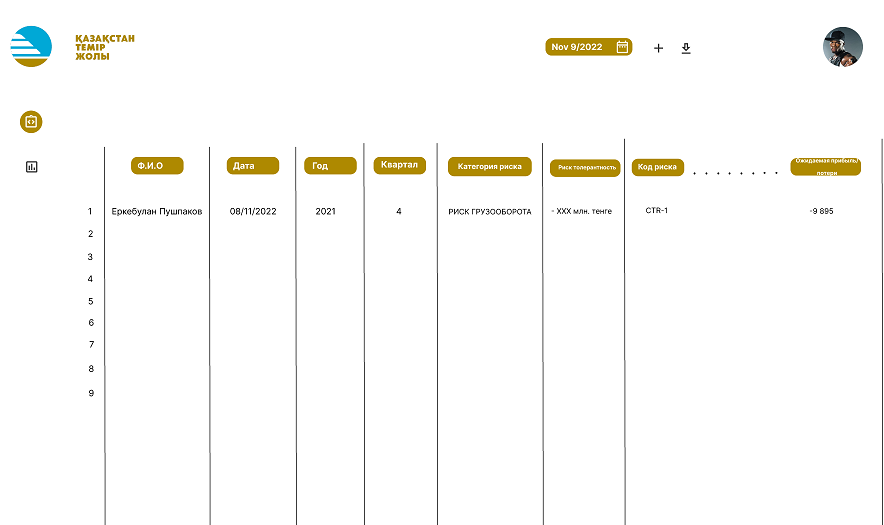 ҚАЗАҚСТАН
ТЕМІР
ЖОЛЫ
Nov 9/2022
Ф.И.О
Дата
Год
Квартал
Категория риска
Риск толерантность
Код риска
. . . . . . . .
Ожидаемая прибыль/
потери
1 Еркебулан Пушпаков 08/11/2022 2021 4 РИСК ГРУЗООБОРОТА - XXX млн. тенге CTR-1 -9 895
2
3
4
5
6
7
8
9